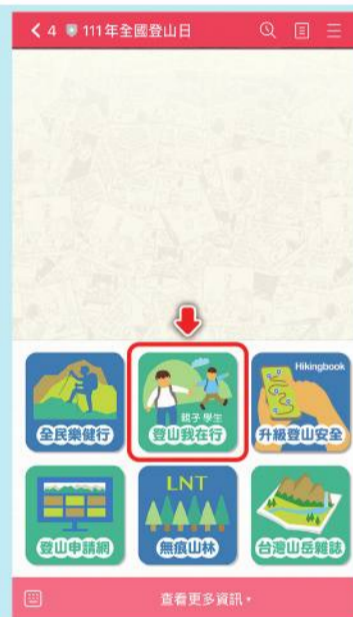 4 111年全國登山日
全民樂健行
親子 學生
登山我在行
Hikingbook
升級登山安全
登山申請網
LNT
無痕山林
台灣山岳雜誌
查看更多資訊